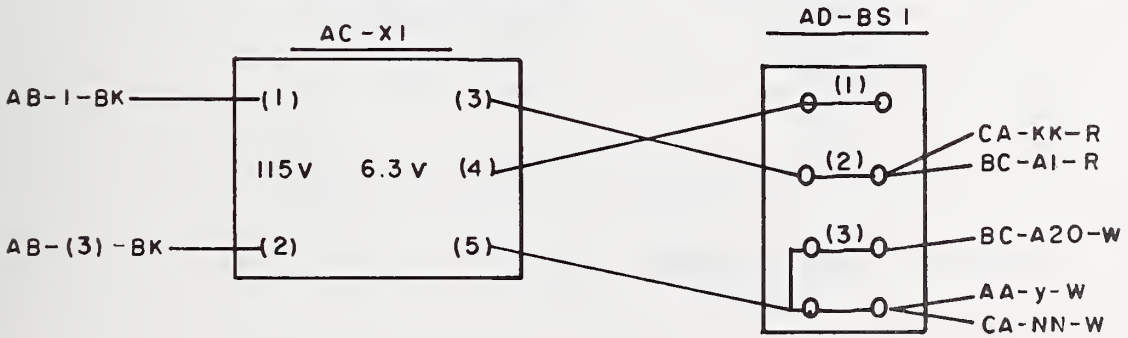 AC-X1
AD-BS1
AB-1-BK
(1)
(3)
(1)
CA-KK-R
115V
6.3V
(4)
(2)
BC-A1-R
AB-(3)-BK
(2)
(5)
(3)
BC-A20-W
AA-y-W
CA-NN-W